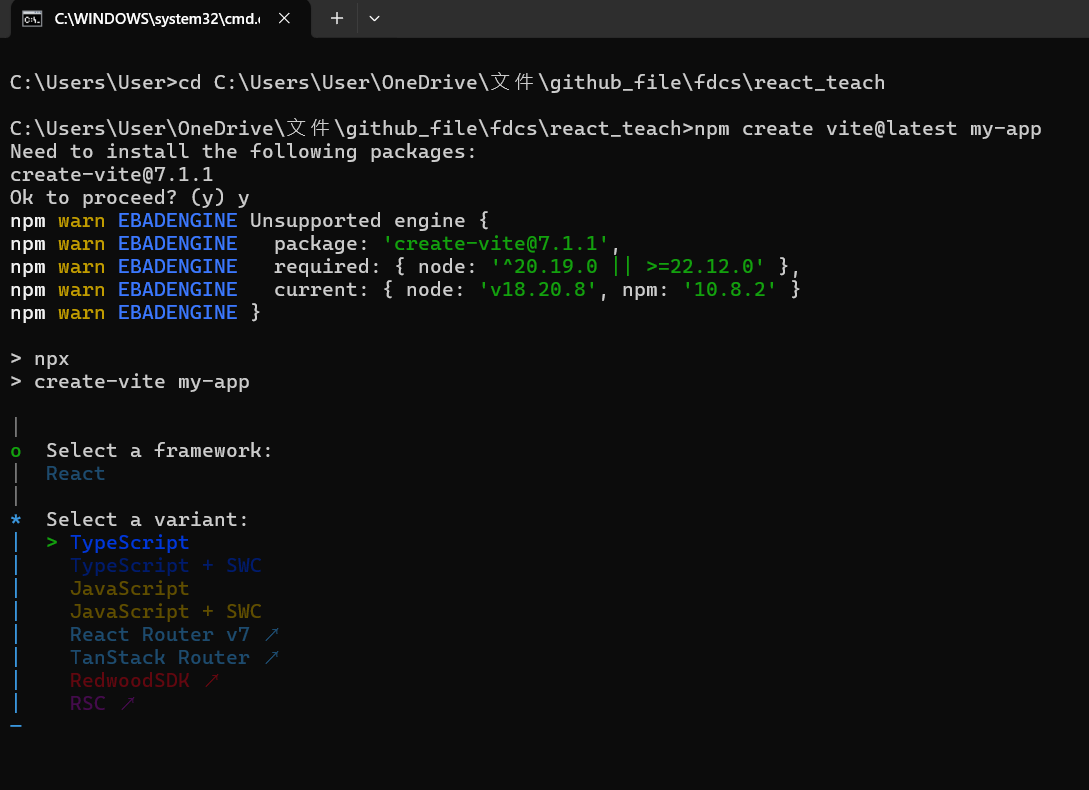 C:\WINDOWS\system32\cmd.
C:\Users\User>cd C:\Users\User\OneDrive\文件\github_file\fdcs\react_teach
C:\Users\User\OneDrive\文件\github_file\fdcs\react_teach>npm create vite@latest my-app
Need to install the following packages:
create-vite@7.1.1
Ok to proceed? (y) y
npm warn EBADENGINE Unsupported engine {
npm warn EBADENGINE   package: 'create-vite@7.1.1',
npm warn EBADENGINE   required: { node: '^20.19.0 || >=22.12.0' },
npm warn EBADENGINE   current: { node: 'v18.20.8', npm: '10.8.2' }
npm warn EBADENGINE }
> npx
> create-vite my-app
|
o  Select a framework:
|  React
|
*  Select a variant:
|  > TypeScript
|    TypeScript + SWC
|    JavaScript
|    JavaScript + SWC
|    React Router v7 ↗
|    TanStack Router ↗
|    RedwoodSDK ↗
|    RSC ↗
—